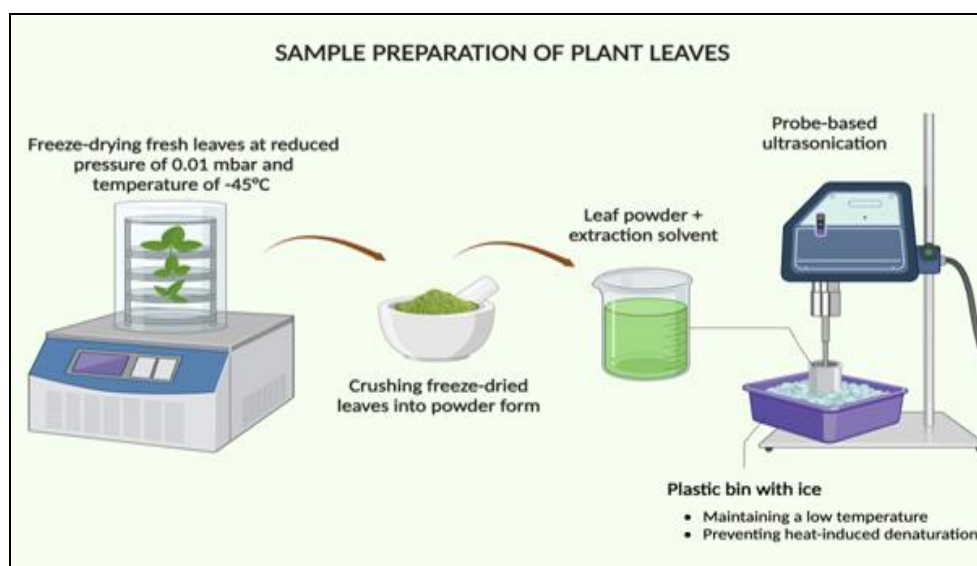 SAMPLE PREPARATION OF PLANT LEAVES
Freeze-drying fresh leaves at reduced
pressure of 0.01 mbar and
temperature of -45°C
Crushing freeze-dried
leaves into powder form
Leaf powder +
extraction solvent
Probe-based
ultrasonication
Plastic bin with ice
• Maintaining a low temperature
• Preventing heat-induced denaturation